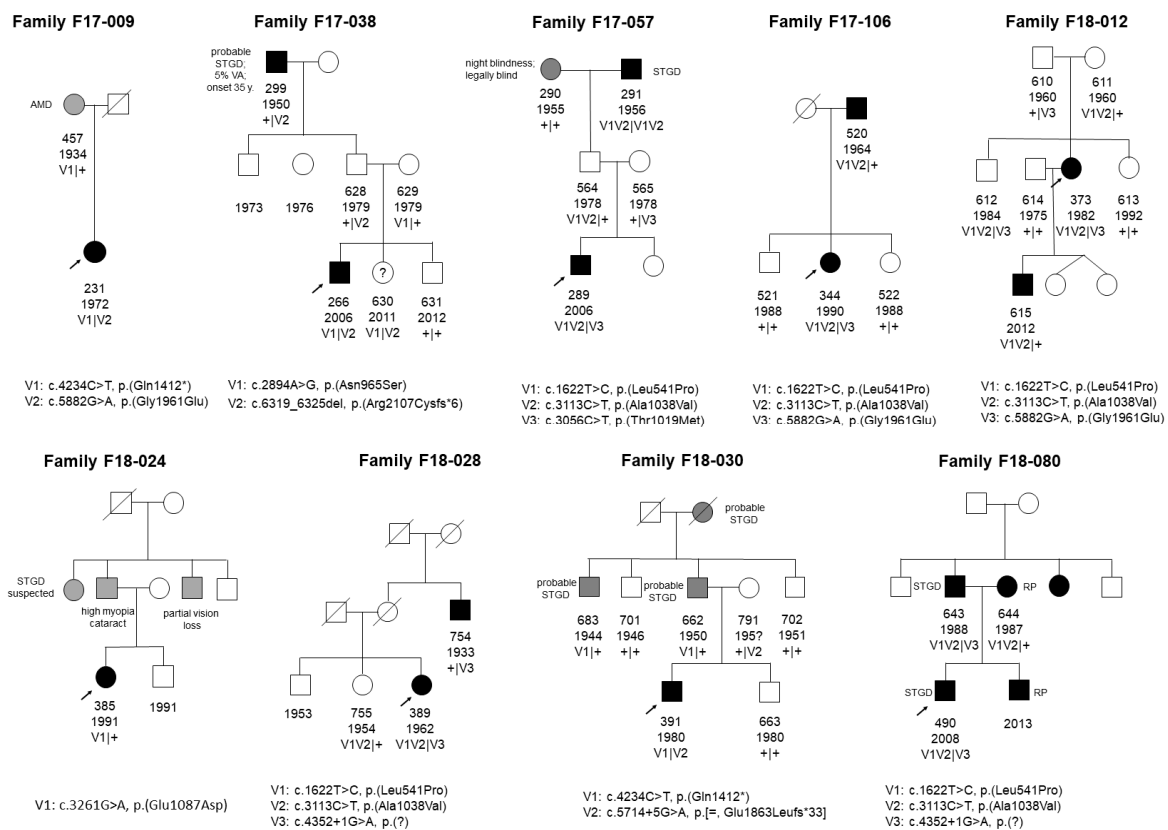 Family F17-009
AMD
457
1934
V1|+
231
1972
V1|V2
V1: c.4234C>T, p.(Gln1412*)
V2: c.5882G>A, p.(Gly1961Glu)
Family F17-038
probable
STGD;
5% VA;
onset 35 y.
299
1950
+|V2
1973
1976
628
1979
+|V2
629
1979
V1|+
?
266
2006
V1|V2
630
2011
V1|V2
631
2012
+|+
V1: c.2894A>G, p.(Asn965Ser)
V2: c.6319_6325del, p.(Arg2107Cysfs*6)
Family F17-057
night blindness;
legally blind
STGD
290
1955
+|+
291
1956
V1V2|V1V2
564
1978
V1V2|+
565
1978
+|V3
289
2006
V1V2|V3
V1: c.1622T>C, p.(Leu541Pro)
V2: c.3113C>T, p.(Ala1038Val)
V3: c.3056C>T, p.(Thr1019Met)
Family F17-106
520
1964
V1V2|+
521
1988
+|+
344
1990
V1V2|V3
522
1988
+|+
V1: c.1622T>C, p.(Leu541Pro)
V2: c.3113C>T, p.(Ala1038Val)
V3: c.5882G>A, p.(Gly1961Glu)
Family F18-012
610
1960
+|V3
611
1960
V1V2|+
612
1984
V1V2|V3
614
1975
+|+
373
1982
V1V2|V3
613
1992
+|+
615
2012
V1V2|+
V1: c.1622T>C, p.(Leu541Pro)
V2: c.3113C>T, p.(Ala1038Val)
V3: c.5882G>A, p.(Gly1961Glu)
Family F18-024
STGD
suspected
high myopia
cataract
partial vision
loss
385
1991
V1|+
1991
V1: c.3261G>A, p.(Glu1087Asp)
Family F18-028
754
1933
+|V3
1953
755
1954
V1V2|+
389
1962
V1V2|V3
V1: c.1622T>C, p.(Leu541Pro)
V2: c.3113C>T, p.(Ala1038Val)
V3: c.4352+1G>A, p.(?)
Family F18-030
probable
STGD
probable
STGD
probable
STGD
683
1944
V1|+
701
1946
+|+
662
1950
V1|+
791
195?
+|V2
702
1951
+|+
391
1980
V1|V2
663
1980
+|+
V1: c.4234C>T, p.(Gln1412*)
V2: c.5714+5G>A, p.[=, Glu1863Leufs*33]
Family F18-080
STGD
RP
643
1988
V1V2|V3
644
1987
V1V2|+
STGD
RP
490
2008
V1V2|V3
2013
V1: c.1622T>C, p.(Leu541Pro)
V2: c.3113C>T, p.(Ala1038Val)
V3: c.4352+1G>A, p.(?)